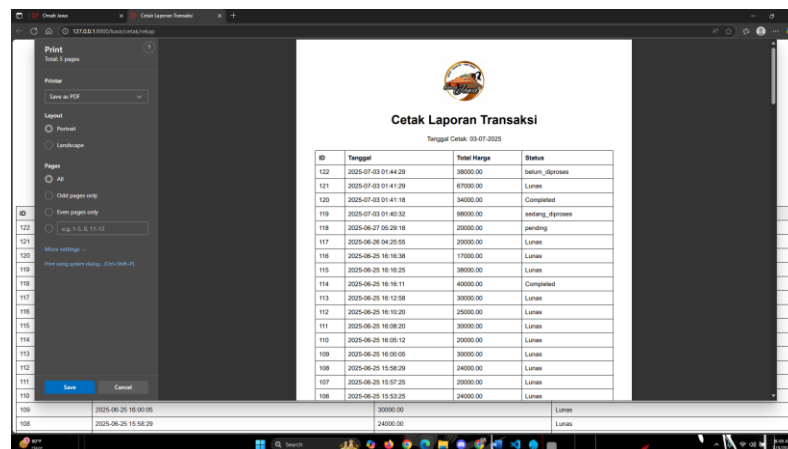 Omah Jawa
Cetak Laporan Transaksi
127.0.0.1:8000/kasir/cetak/rekap
Print
?
Total: 5 pages
Printer
Save as PDF
Layout
Portrait
Landscape
Pages
All
Odd pages only
Even pages only
e.g. 1-5, 8, 11-13
More settings
Print using system dialog... (Ctrl+Shift+P)
Save
Cancel
Cetak Laporan Transaksi
Tanggal Cetak: 03-07-2025
ID Tanggal Total Harga Status
122 2025-07-03 01:44:29 38000.00 belum_diproses
121 2025-07-03 01:41:29 67000.00 Lunas
120 2025-07-03 01:41:18 34000.00 Completed
119 2025-07-03 01:40:32 98000.00 sedang_diproses
118 2025-06-27 05:29:18 20000.00 pending
117 2025-06-26 04:25:55 20000.00 Lunas
116 2025-06-25 16:16:38 17000.00 Lunas
115 2025-06-25 16:16:25 38000.00 Lunas
114 2025-06-25 16:16:11 40000.00 Completed
113 2025-06-25 16:12:58 30000.00 Lunas
112 2025-06-25 16:10:20 25000.00 Lunas
111 2025-06-25 16:08:20 30000.00 Lunas
110 2025-06-25 16:05:12 20000.00 Lunas
109 2025-06-25 16:00:05 30000.00 Lunas
108 2025-06-25 15:58:29 24000.00 Lunas
107 2025-06-25 15:57:25 20000.00 Lunas
106 2025-06-25 15:53:25 24000.00 Lunas
ID
122
121
120
119
118
117
116
115
114
113
112
111
110
109 2025-06-25 16:00:05 30000.00 Lunas
108 2025-06-25 15:58:29 24000.00 Lunas
80°F
Haze
Search